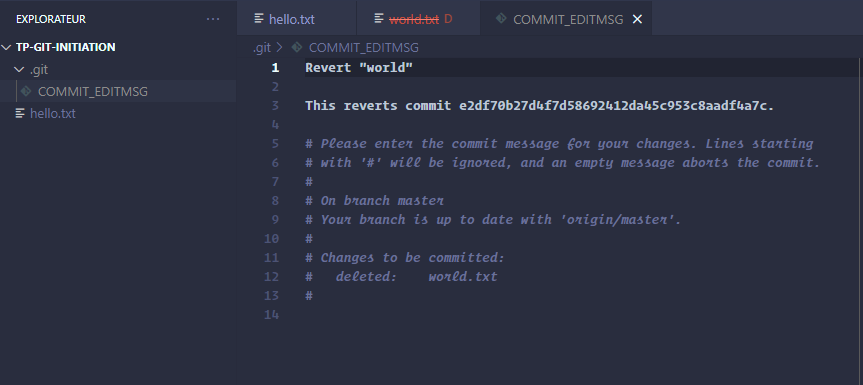 EXPLORATEUR ···
TP-GIT-INITIATION
.git
COMMIT_EDITMSG
hello.txt
hello.txt
world.txt D
COMMIT_EDITMSG ×
.git > COMMIT_EDITMSG
1 Revert "world"
2
3 This reverts commit e2df70b27d4f7d58692412da45c953c8aadf4a7c.
4
5 # Please enter the commit message for your changes. Lines starting
6 # with '#' will be ignored, and an empty message aborts the commit.
7 #
8 # On branch master
9 # Your branch is up to date with 'origin/master'.
10 #
11 # Changes to be committed:
12 #   deleted:    world.txt
13 #
14